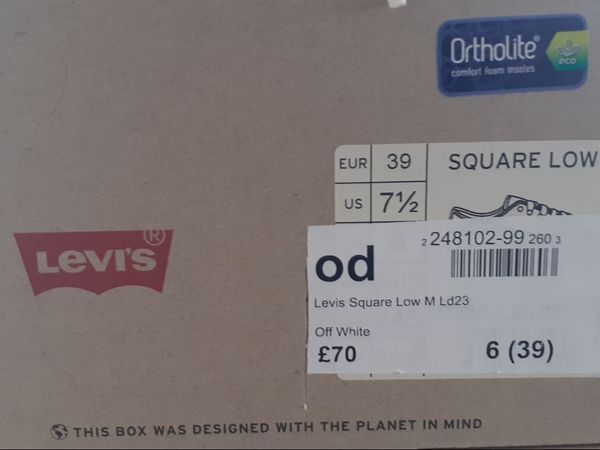 Ortholite®
eco
comfort foam insoles
EUR 39 SQUARE LOW
US 7½
LEVI'S ®
od
2 248102-99 260 3
Levis Square Low M Ld23
Off White
£70 6 (39)
THIS BOX WAS DESIGNED WITH THE PLANET IN MIND